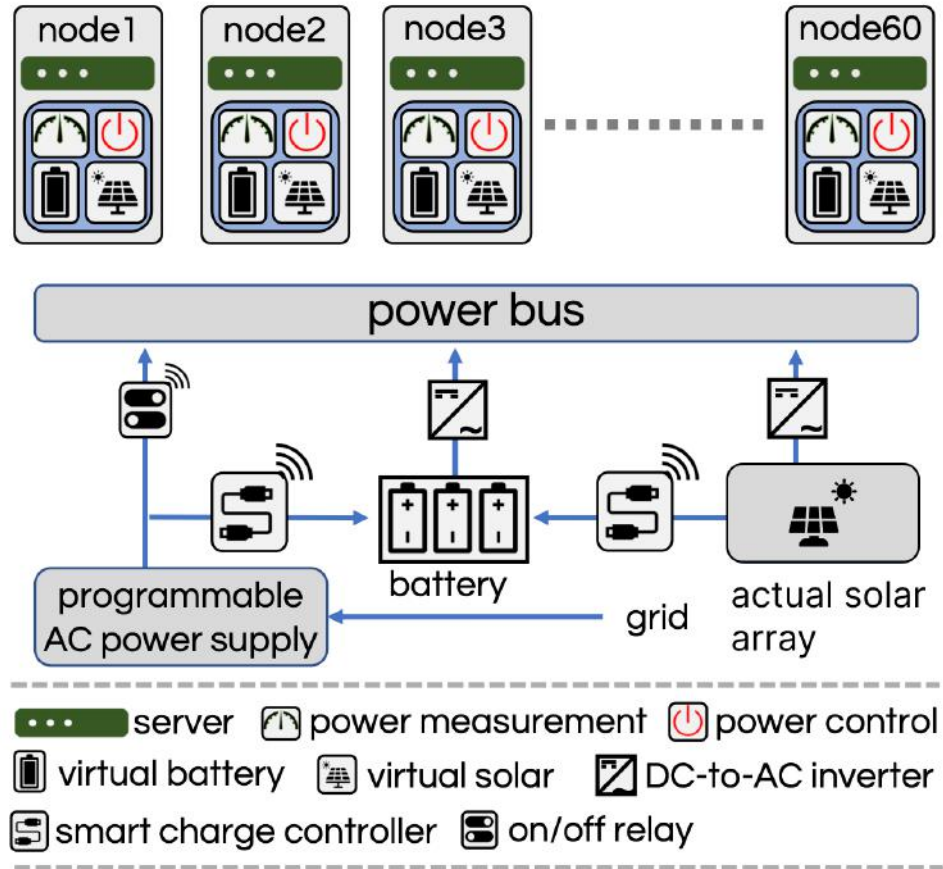 node1 node2 node3 node60
power bus
battery
programmable
AC power supply
grid
actual solar
array
server power measurement power control
virtual battery virtual solar DC-to-AC inverter
smart charge controller on/off relay